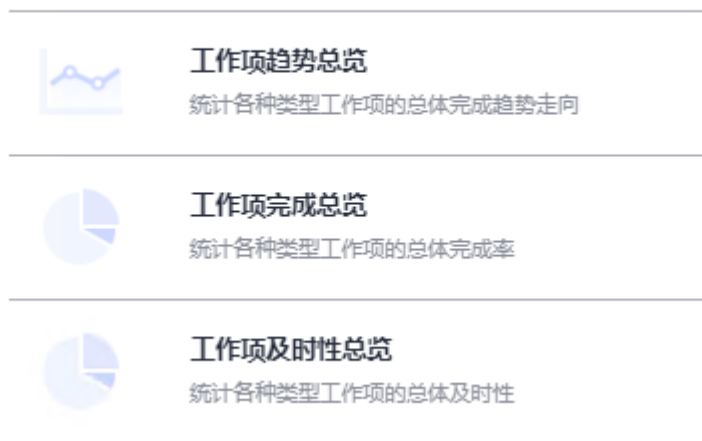 工作项趋势总览
统计各种类型工作项的总体完成趋势走向
工作项完成总览
统计各种类型工作项的总体完成率
工作项及时性总览
统计各种类型工作项的总体及时性